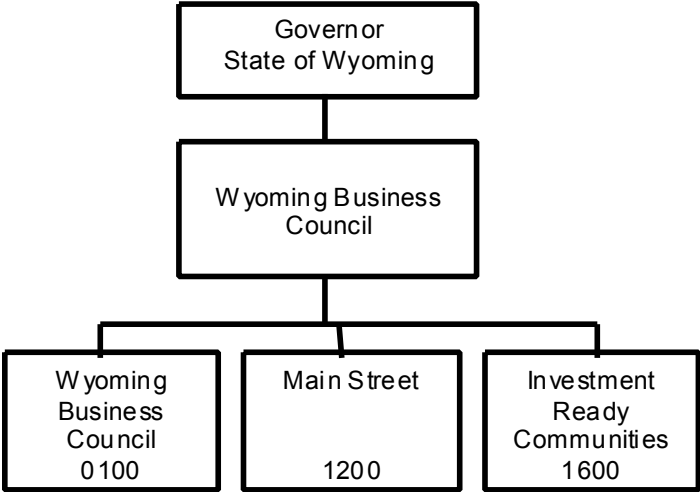 Governor
State of Wyoming
Wyoming Business
Council
Wyoming
Business
Council
0100
Main Street
1200
Investment
Ready
Communities
1600